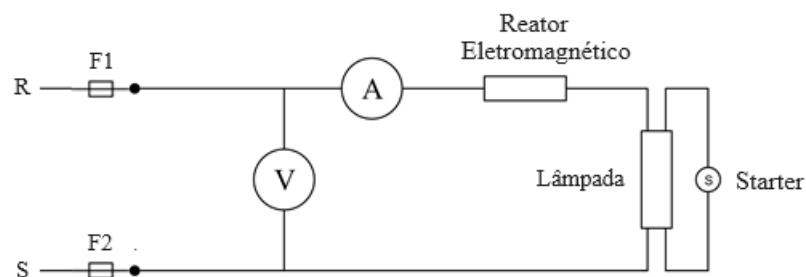 Reator
Eletromagnético
F1
R
A
V
Lâmpada
S
Starter
F2
S